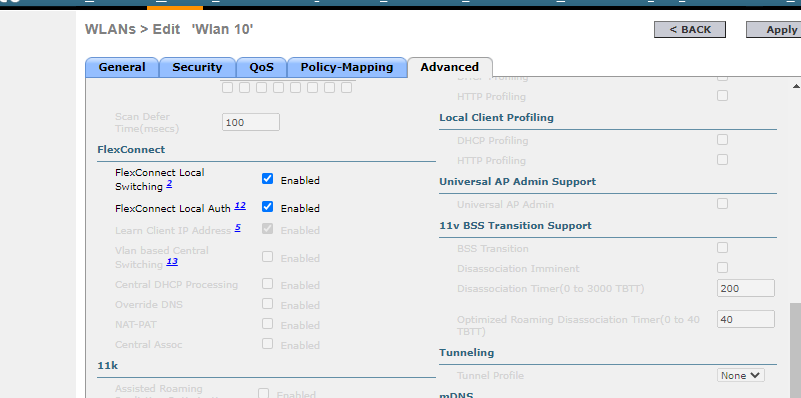 WLANs > Edit 'Wlan 10'
< BACK
Apply
General
Security
QoS
Policy-Mapping
Advanced
Scan Defer
Time(msecs)
100
FlexConnect
FlexConnect Local
Switching 2
Enabled
FlexConnect Local Auth 12
Enabled
Learn Client IP Address 5
Enabled
Vlan based Central
Switching 13
Enabled
Central DHCP Processing
Enabled
Override DNS
Enabled
NAT-PAT
Enabled
Central Assoc
Enabled
11k
Assisted Roaming
Enabled
DHCP Profiling
HTTP Profiling
Local Client Profiling
DHCP Profiling
HTTP Profiling
Universal AP Admin Support
Universal AP Admin
11v BSS Transition Support
BSS Transition
Disassociation Imminent
Disassociation Timer(0 to 3000 TBTT)
200
Optimized Roaming Disassociation Timer(0 to 40
TBTT)
40
Tunneling
Tunnel Profile
None
mDNS